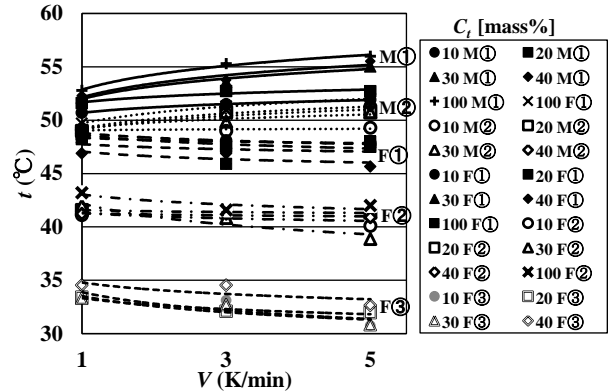 60
55
50
45
40
35
30
t (℃)
1 3 5
V (K/min)
M①
M②
F①
F②
F③
C_t [mass%]
10 M① 20 M①
30 M① 40 M①
100 M① 100 F①
10 M② 20 M②
30 M② 40 M②
10 F① 20 F①
30 F① 40 F①
100 F① 10 F②
20 F② 30 F②
40 F② 100 F②
10 F③ 20 F③
30 F③ 40 F③